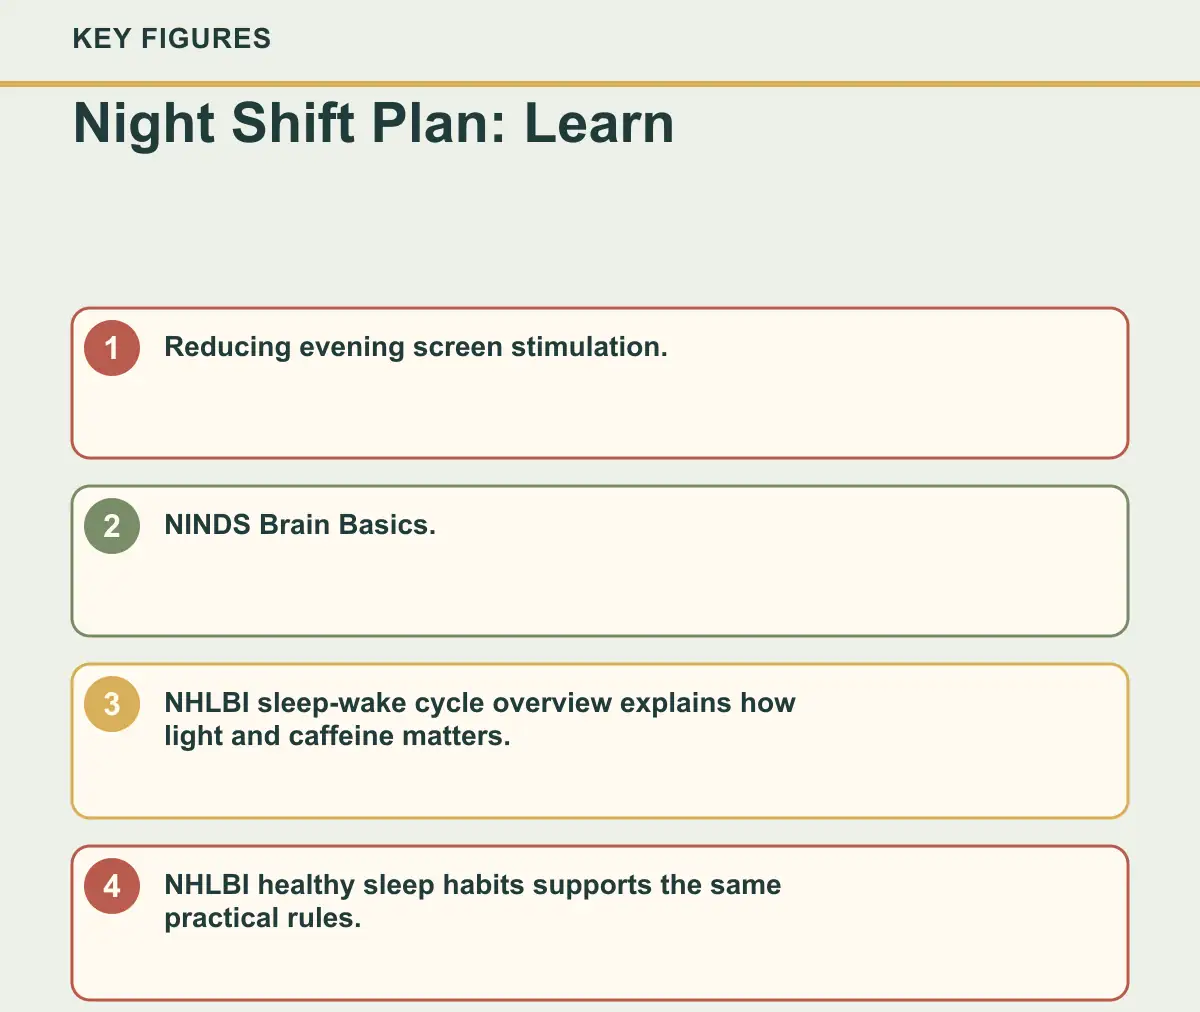 KEY FIGURES
Night Shift Plan: Learn
1
Reducing evening screen stimulation.
2
NINDS Brain Basics.
3
NHLBI sleep-wake cycle overview explains how
light and caffeine matters.
4
NHLBI healthy sleep habits supports the same
practical rules.